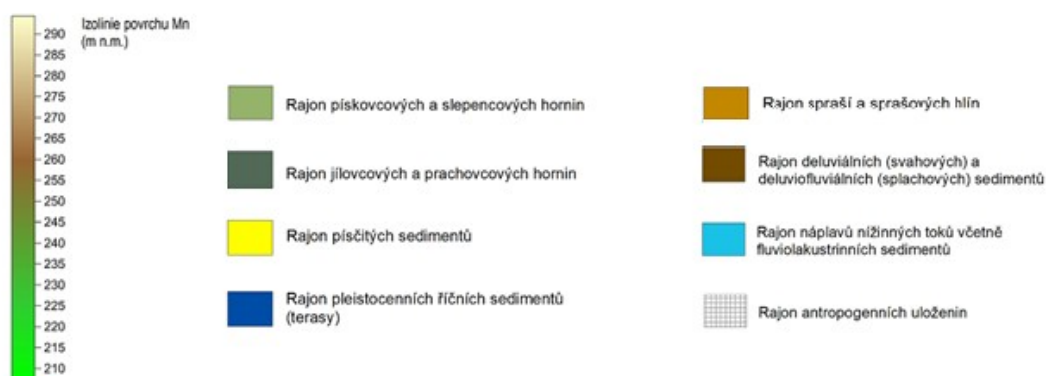 Izolinie povrchu Mn
(m n.m.)
290
285
280
275
270
265
260
255
250
245
240
235
230
225
220
215
210
Rajon pískovcových a slepencových hornin
Rajon jílovcových a prachovcových hornin
Rajon písčitých sedimentů
Rajon pleistocenních říčních sedimentů
(terasy)
Rajon spraší a sprašových hlín
Rajon deluviálních (svahových) a
deluviofluviálních (splachových) sedimentů
Rajon náplavů nížinných toků včetně
fluviolakustrinních sedimentů
Rajon antropogenních uloženin